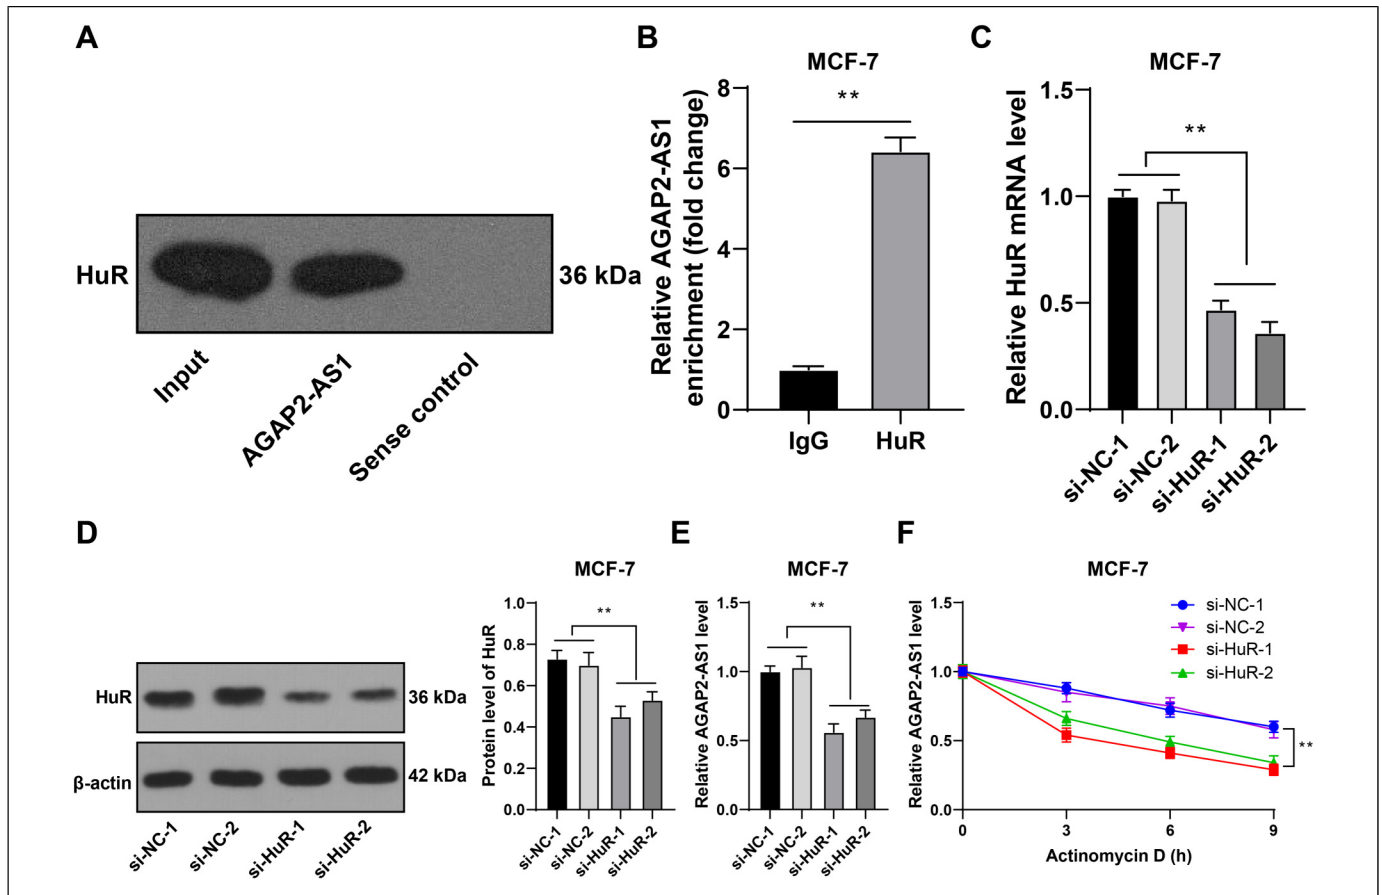 A
HuR
36 kDa
Input
AGAP2-AS1
Sense control
B
MCF-7
Relative AGAP2-AS1
enrichment (fold change)
8
6
4
2
0
**
IgG
HuR
C
MCF-7
Relative HuR mRNA level
1.5
1.0
0.5
0.0
**
si-NC-1
si-NC-2
si-HuR-1
si-HuR-2
D
HuR
36 kDa
β-actin
42 kDa
si-NC-1
si-NC-2
si-HuR-1
si-HuR-2
MCF-7
Protein level of HuR
1.0
0.8
0.6
0.4
0.2
0.0
**
si-NC-1
si-NC-2
si-HuR-1
si-HuR-2
E
MCF-7
Relative AGAP2-AS1 level
1.5
1.0
0.5
0.0
**
si-NC-1
si-NC-2
si-HuR-1
si-HuR-2
F
MCF-7
Relative AGAP2-AS1 level
1.5
1.0
0.5
0.0
si-NC-1
si-NC-2
si-HuR-1
si-HuR-2
**
0
3
6
9
Actinomycin D (h)